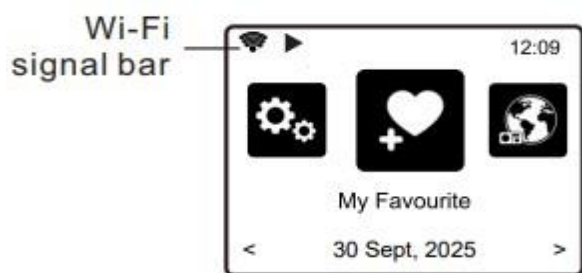 Wi-Fi
signal bar
12:09
My Favourite
< 30 Sept, 2025 >